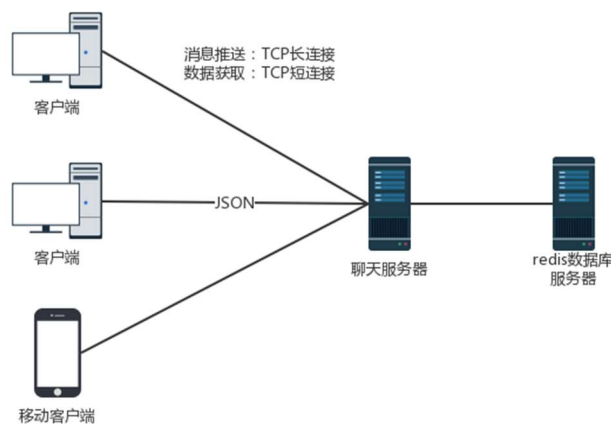 消息推送：TCP长连接
数据获取：TCP短连接
客户端
JSON
客户端
聊天服务器
redis数据库
服务器
移动客户端